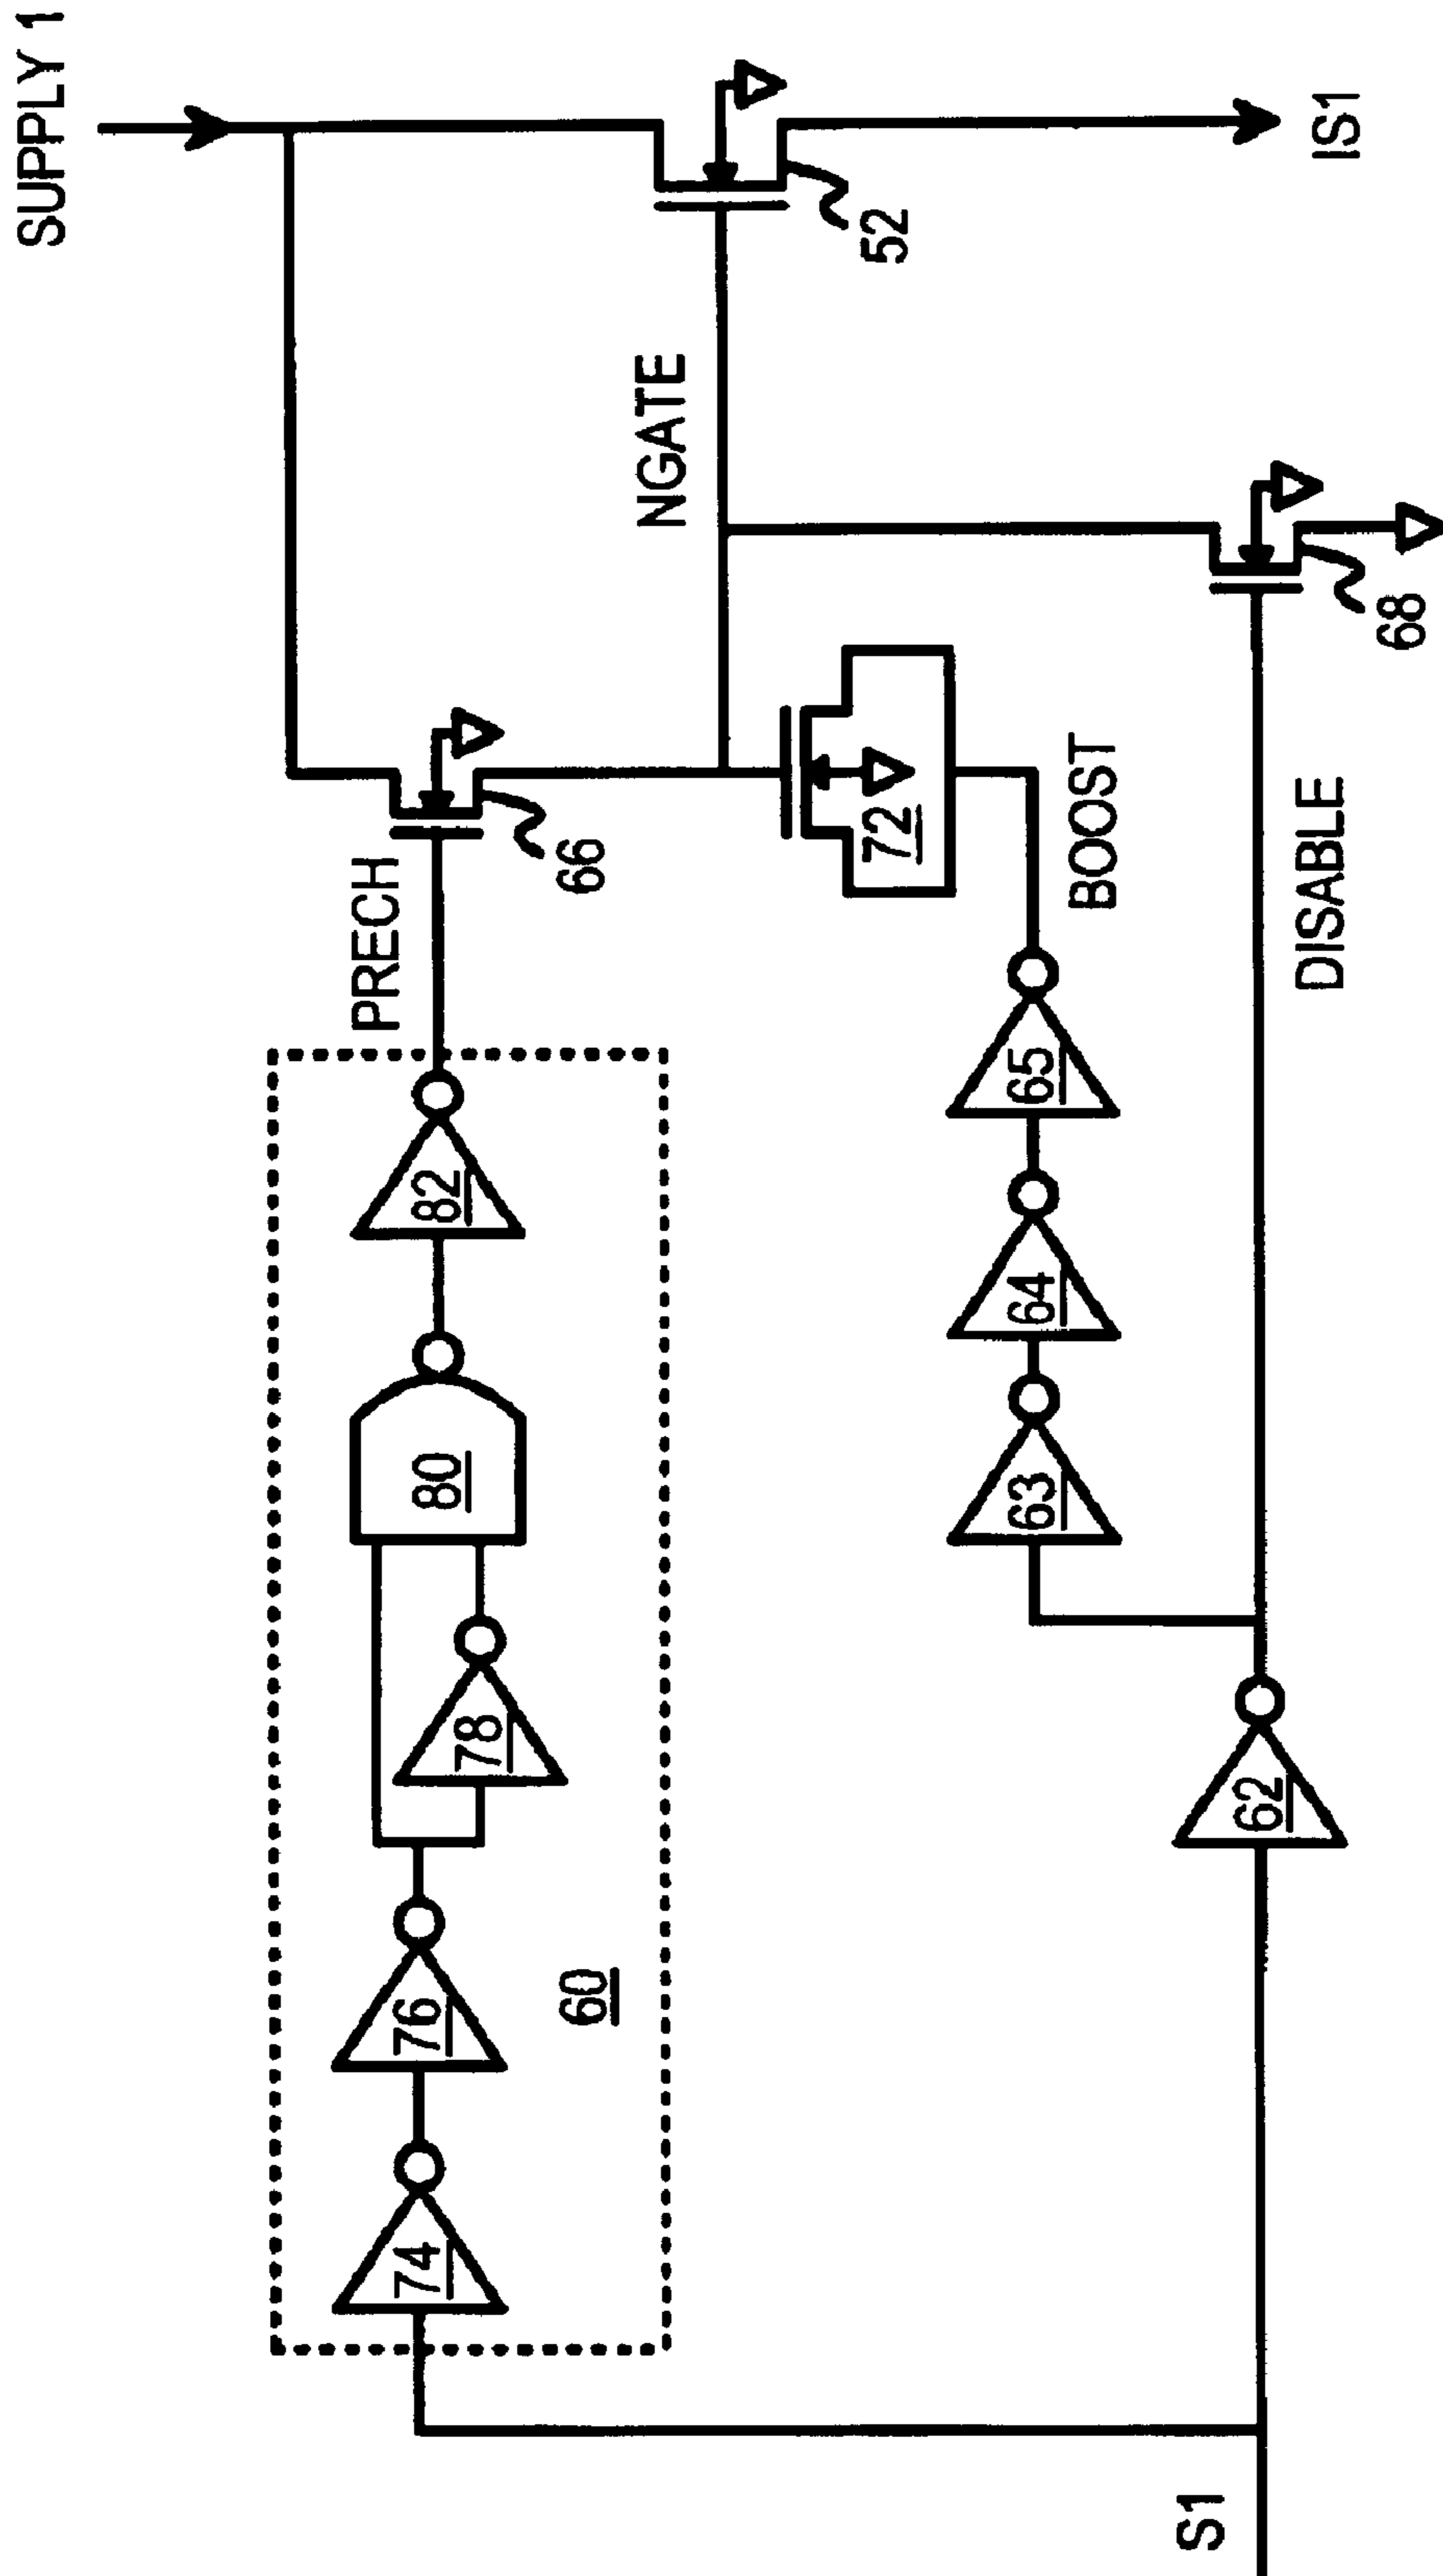 SUPPLY 1
IS1
52
NGATE
PRECH
66
72
BOOST
DISABLE
68
82
80
78
76
74
60
65
64
63
62
S1